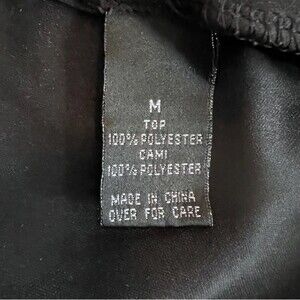 M
TOP
100% POLYESTER
CAMI
100% POLYESTER
MADE IN CHINA
OVER FOR CARE